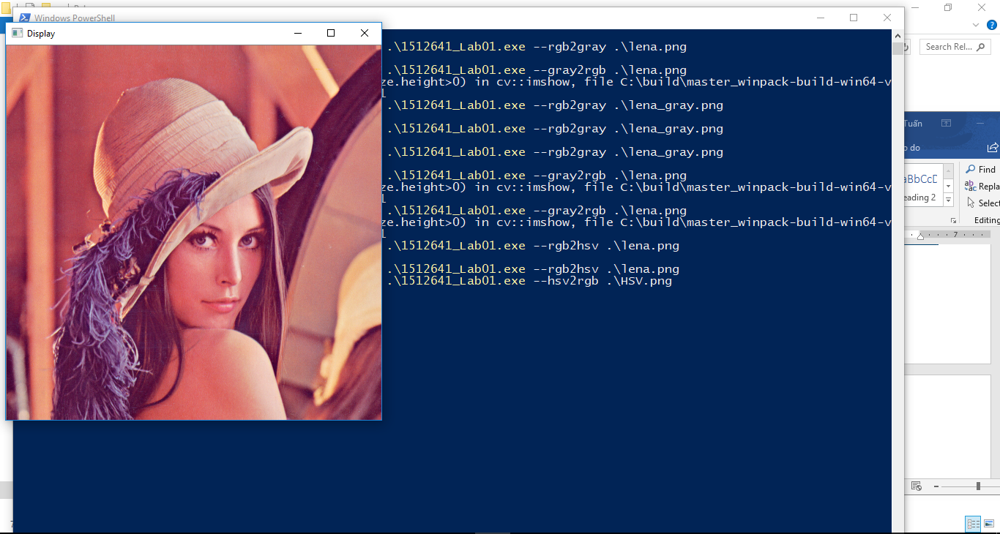 Windows PowerShell
Display
Search Rel...
.\1512641_Lab01.exe --rgb2gray .\lena.png
.\1512641_Lab01.exe --gray2rgb .\lena.png
ze.height>0) in cv::imshow, file C:\build\master_winpack-build-win64-v
1
.\1512641_Lab01.exe --rgb2gray .\lena_gray.png
.\1512641_Lab01.exe --rgb2gray .\lena_gray.png
.\1512641_Lab01.exe --rgb2gray .\lena_gray.png
.\1512641_Lab01.exe --gray2rgb .\lena.png
ze.height>0) in cv::imshow, file C:\build\master_winpack-build-win64-v
1
.\1512641_Lab01.exe --gray2rgb .\lena.png
ze.height>0) in cv::imshow, file C:\build\master_winpack-build-win64-v
1
.\1512641_Lab01.exe --rgb2hsv .\lena.png
.\1512641_Lab01.exe --rgb2hsv .\lena.png
.\1512641_Lab01.exe --hsv2rgb .\HSV.png
Tuấn
o do
aBbCcD
eading 2
Find
Repla
Select
Editing
7